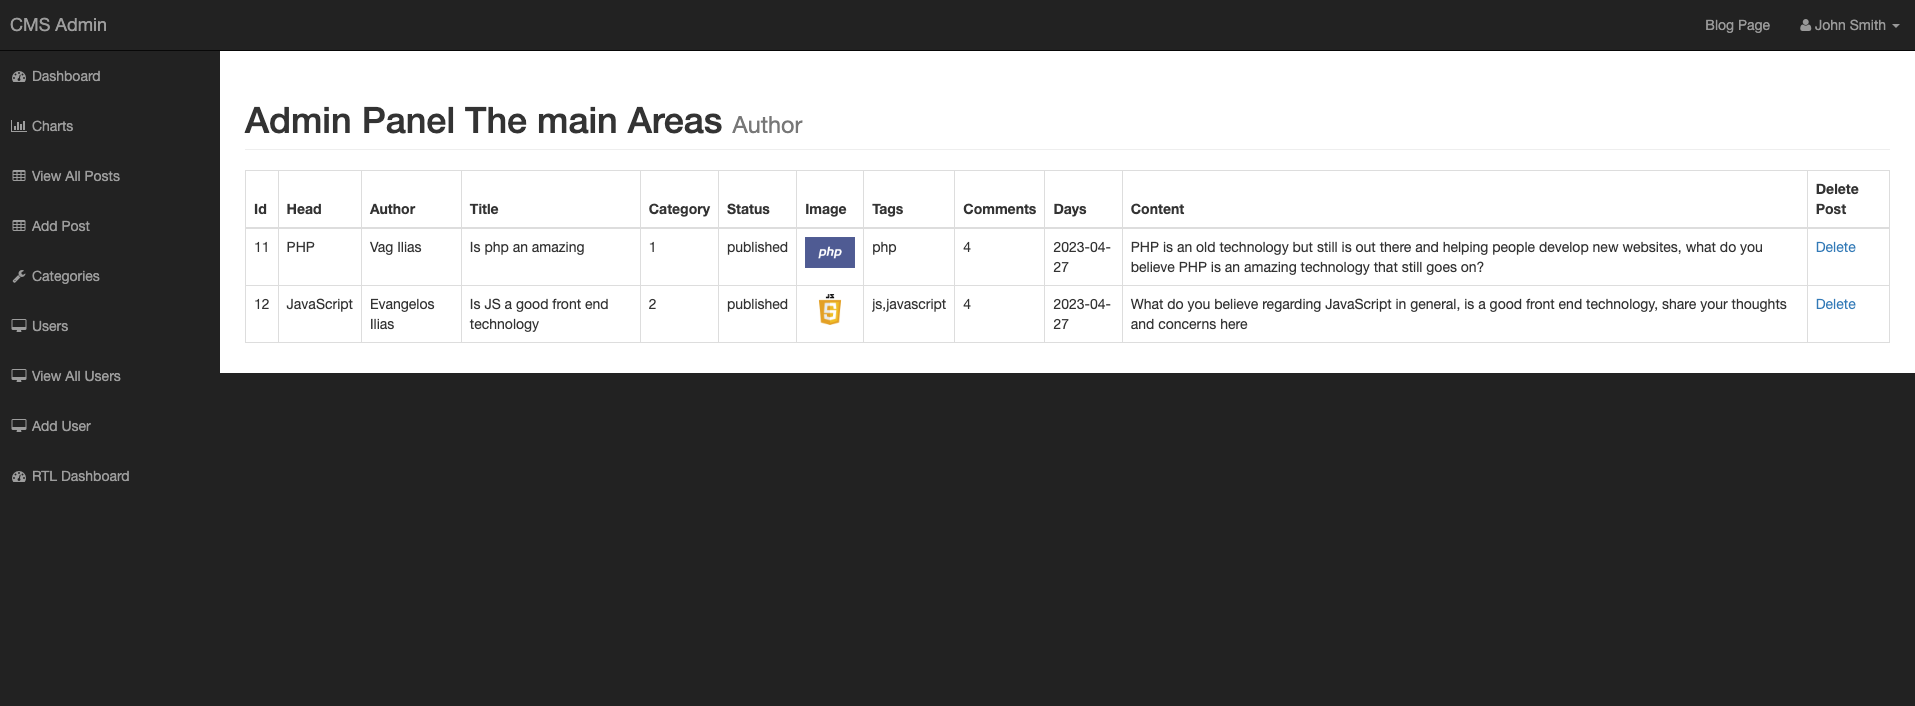 CMS Admin
Blog Page
John Smith
Dashboard
Charts
View All Posts
Add Post
Categories
Users
View All Users
Add User
RTL Dashboard
Admin Panel The main Areas Author
Id Head Author Title Category Status Image Tags Comments Days Content Delete Post
11 PHP Vag Ilias Is php an amazing 1 published php php 4 2023-04-27 PHP is an old technology but still is out there and helping people develop new websites, what do you believe PHP is an amazing technology that still goes on? Delete
12 JavaScript Evangelos Ilias Is JS a good front end technology 2 published JS js,javascript 4 2023-04-27 What do you believe regarding JavaScript in general, is a good front end technology, share your thoughts and concerns here Delete